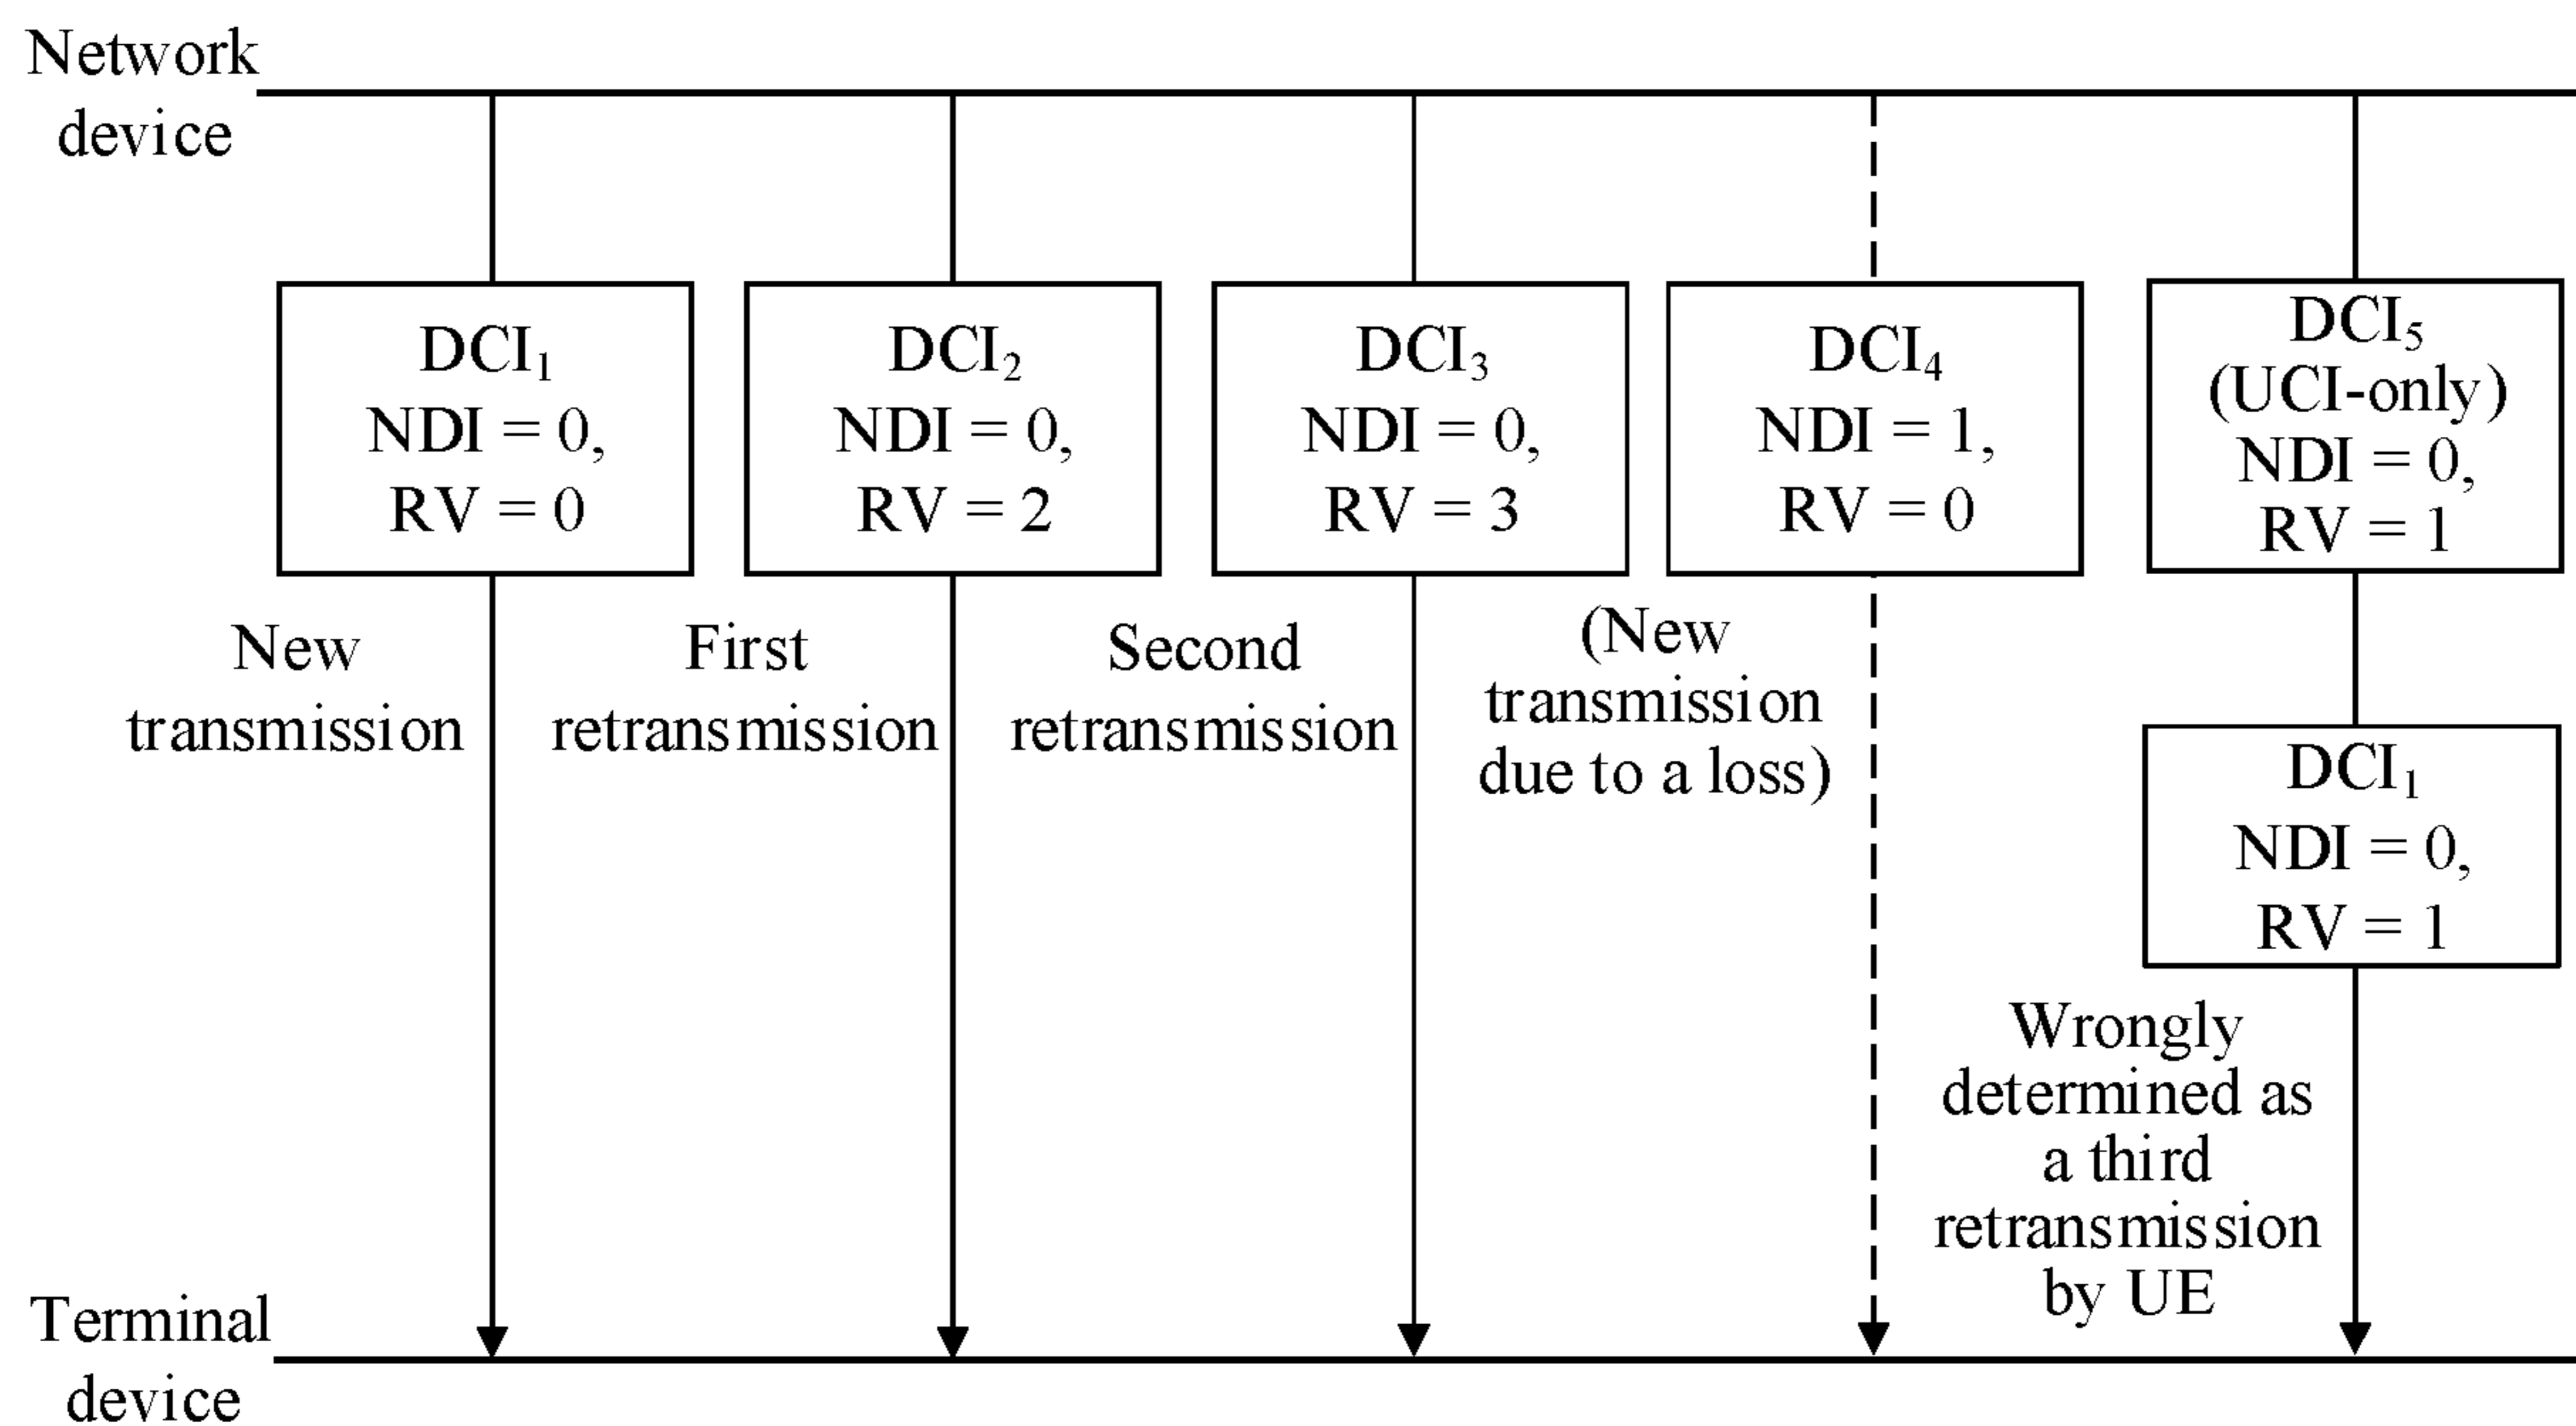 Network
device
DCI₁
NDI = 0,
RV = 0
DCI₂
NDI = 0,
RV = 2
DCI₃
NDI = 0,
RV = 3
DCI₄
NDI = 1,
RV = 0
DCI₅
(UCI-only)
NDI = 0,
RV = 1
New
transmission
First
retransmission
Second
retransmission
(New
transmission
due to a loss)
DCI₁
NDI = 0,
RV = 1
Wrongly
determined as
a third
retransmission
by UE
Terminal
device